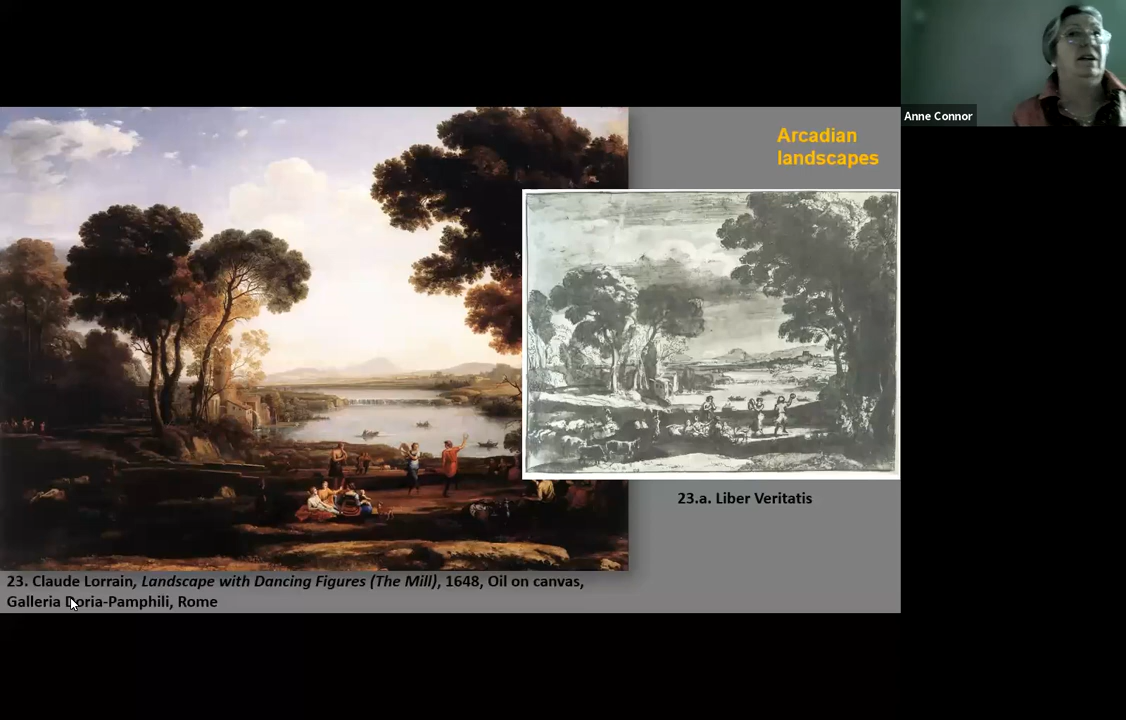 Anne Connor
Arcadian
landscapes
23.a. Liber Veritatis
23. Claude Lorrain, Landscape with Dancing Figures (The Mill), 1648, Oil on canvas,
Galleria Doria-Pamphili, Rome